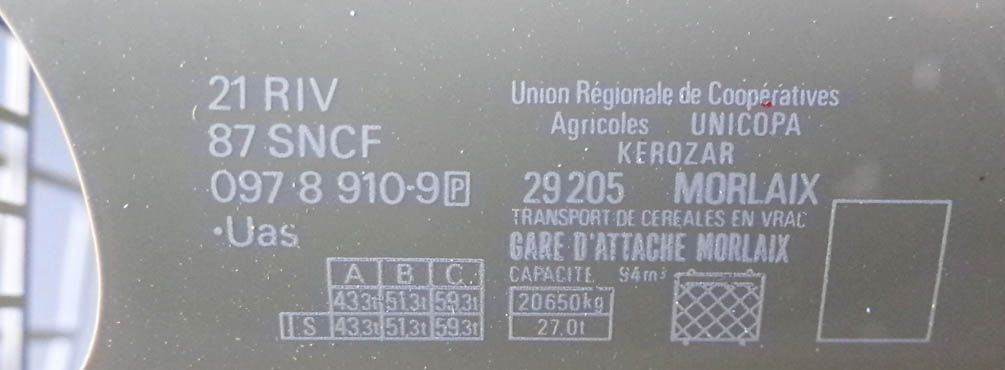 21 RIV
87 SNCF
097 8 910-9 P
·Uas
A B C
43.3t 51.3t 59.3t
I.S 43.3t 51.3t 59.3t
Union Régionale de Coopératives
Agricoles UNICOPA
KEROZAR
29205 MORLAIX
TRANSPORT DE CEREALES EN VRAC
GARE D'ATTACHE MORLAIX
CAPACITE 94m³
20650kg
27.0t